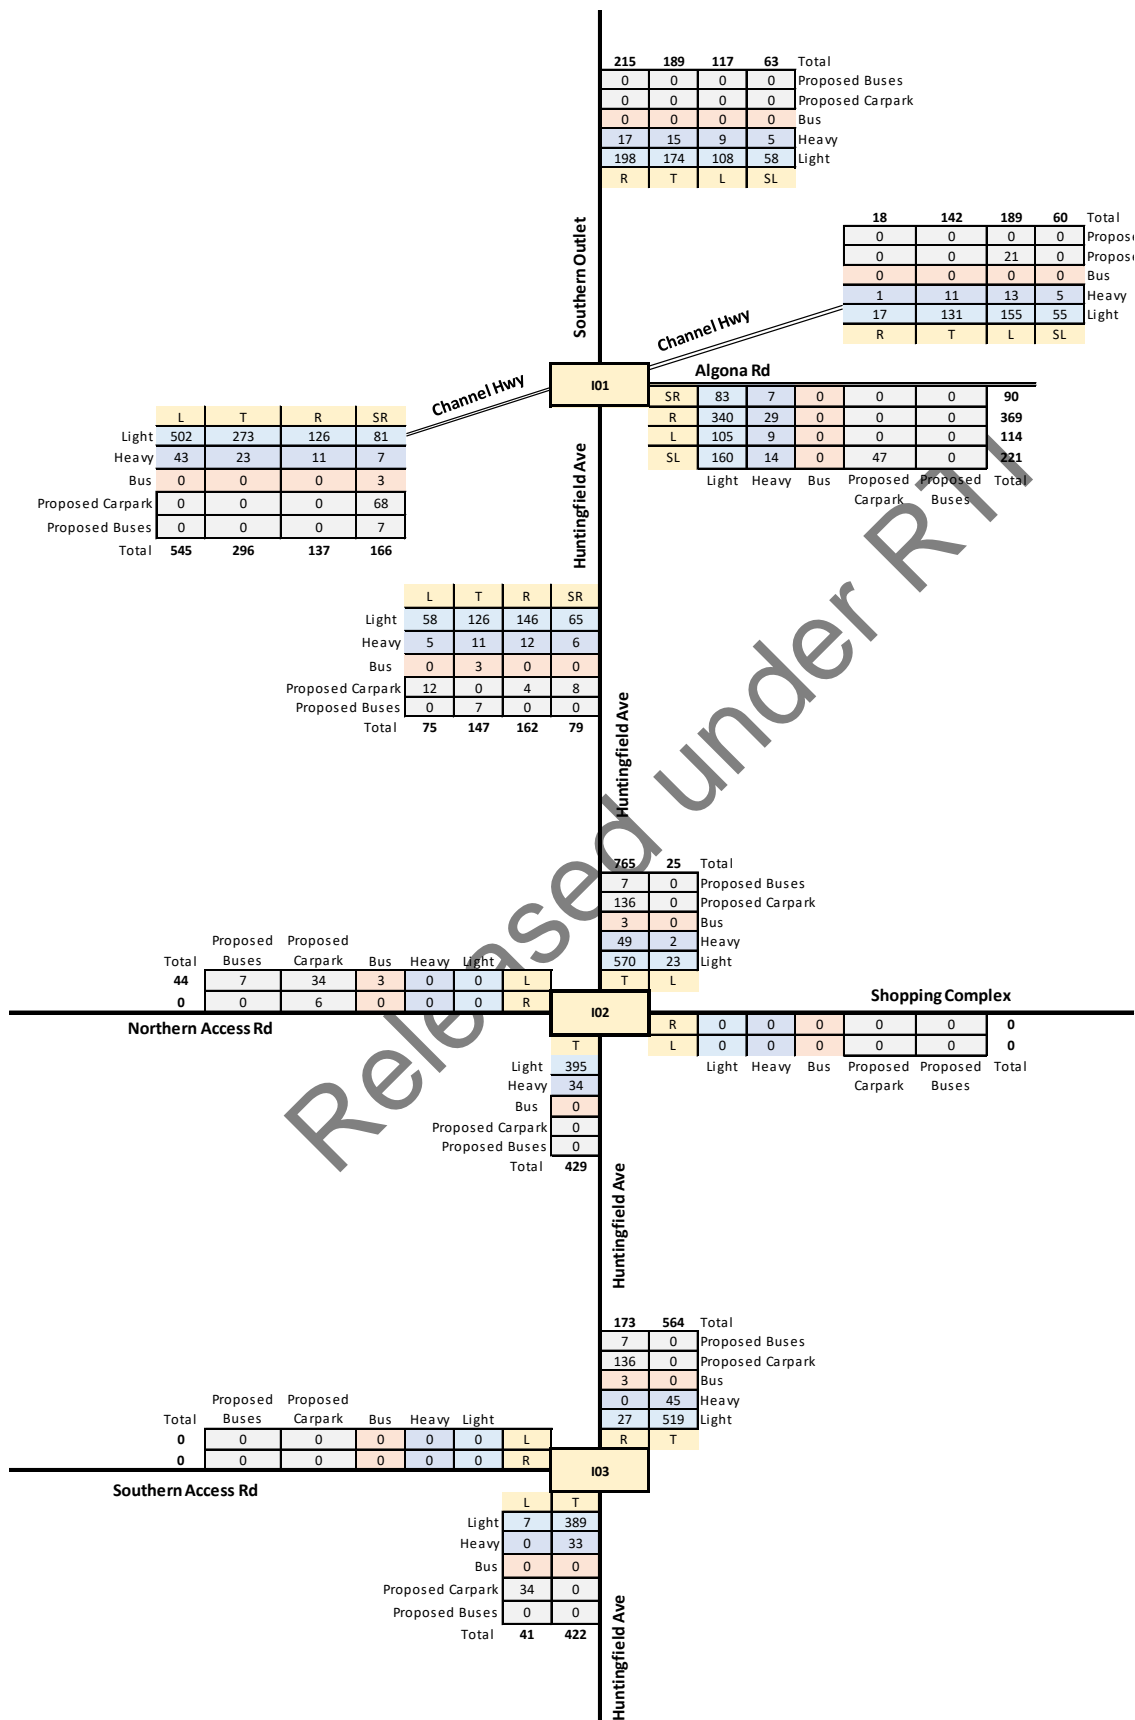 215 189 117 63 Total
0 0 0 0 Proposed Buses
0 0 0 0 Proposed Carpark
0 0 0 0 Bus
17 15 9 5 Heavy
198 174 108 58 Light
R T L SL
Southern Outlet
18 142 189 60 Total
0 0 0 0 Propose
0 0 21 0 Propose
0 0 0 0 Bus
1 11 13 5 Heavy
17 131 155 55 Light
R T L SL
Channel Hwy
Algona Rd
I01
SR 83 7 0 0 0 90
R 340 29 0 0 0 369
L 105 9 0 0 0 114
SL 160 14 0 47 0 221
Light Heavy Bus Proposed Proposed Total
Carpark Buses
Channel Hwy
L T R SR
Light 502 273 126 81
Heavy 43 23 11 7
Bus 0 0 0 3
Proposed Carpark 0 0 0 68
Proposed Buses 0 0 0 7
Total 545 296 137 166
Huntingfield Ave
L T R SR
Light 58 126 146 65
Heavy 5 11 12 6
Bus 0 3 0 0
Proposed Carpark 12 0 4 8
Proposed Buses 0 7 0 0
Total 75 147 162 79
Huntingfield Ave
Released under RTI
765 25 Total
7 0 Proposed Buses
136 0 Proposed Carpark
3 0 Bus
49 2 Heavy
570 23 Light
T L
Proposed Proposed
Total Buses Carpark Bus Heavy Light
44 7 34 3 0 0 L
0 0 6 0 0 0 R
Northern Access Rd
I02
Shopping Complex
R 0 0 0 0 0 0
L 0 0 0 0 0 0
Light Heavy Bus Proposed Proposed Total
Carpark Buses
T
Light 395
Heavy 34
Bus 0
Proposed Carpark 0
Proposed Buses 0
Total 429
Huntingfield Ave
173 564 Total
7 0 Proposed Buses
136 0 Proposed Carpark
3 0 Bus
0 45 Heavy
27 519 Light
R T
Proposed Proposed
Total Buses Carpark Bus Heavy Light
0 0 0 0 0 0 L
0 0 0 0 0 0 R
Southern Access Rd
I03
L T
Light 7 389
Heavy 0 33
Bus 0 0
Proposed Carpark 34 0
Proposed Buses 0 0
Total 41 422
Huntingfield Ave